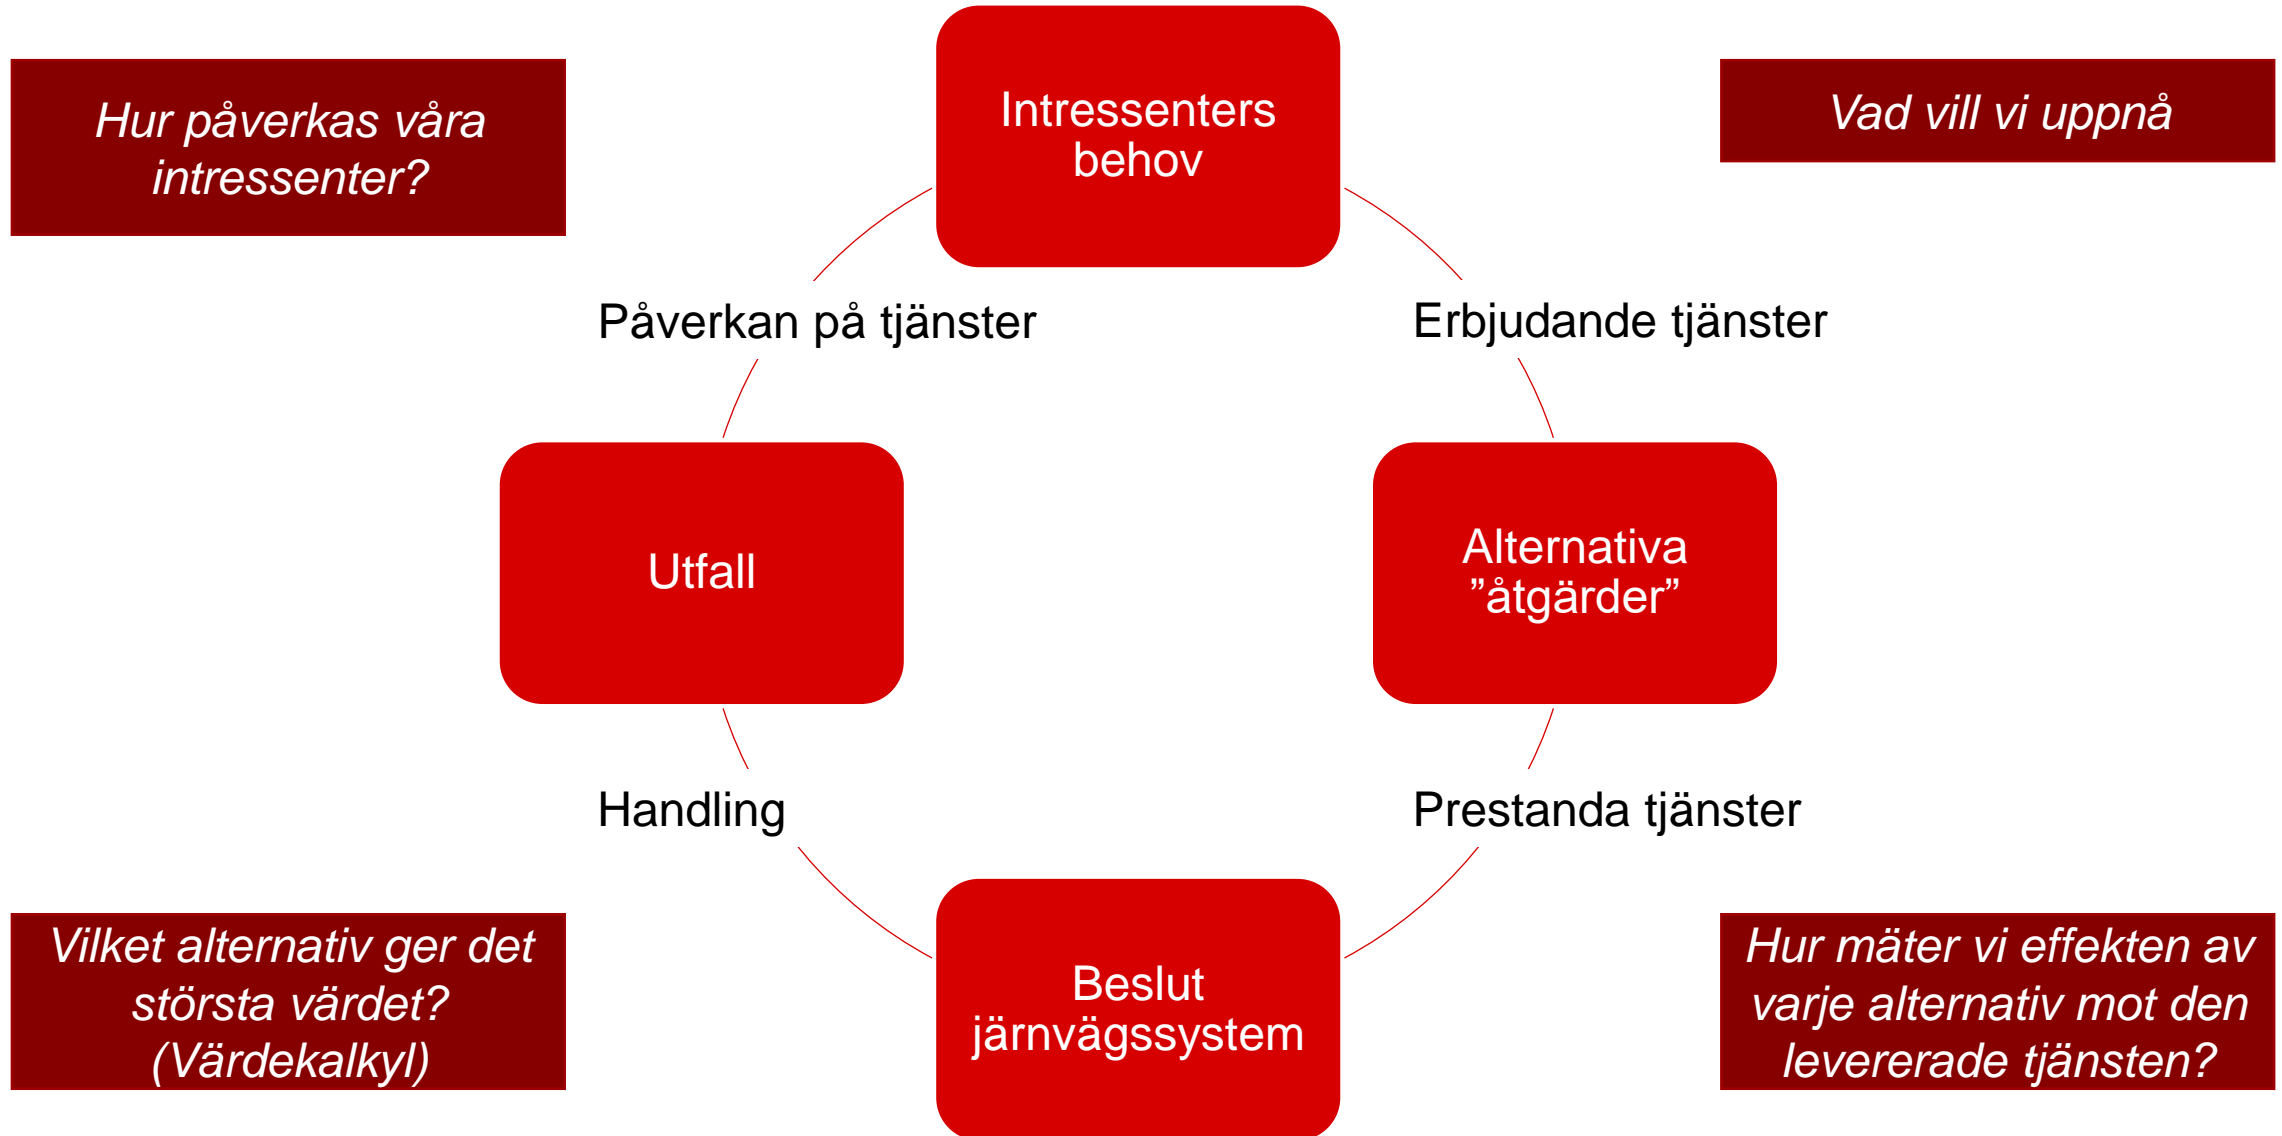 Intressenters
behov
Hur påverkas våra
intressenter?
Vad vill vi uppnå
Påverkan på tjänster
Erbjudande tjänster
Utfall
Alternativa
”åtgärder”
Handling
Prestanda tjänster
Beslut
järnvägssystem
Vilket alternativ ger det
största värdet?
(Värdekalkyl)
Hur mäter vi effekten av
varje alternativ mot den
levererade tjänsten?